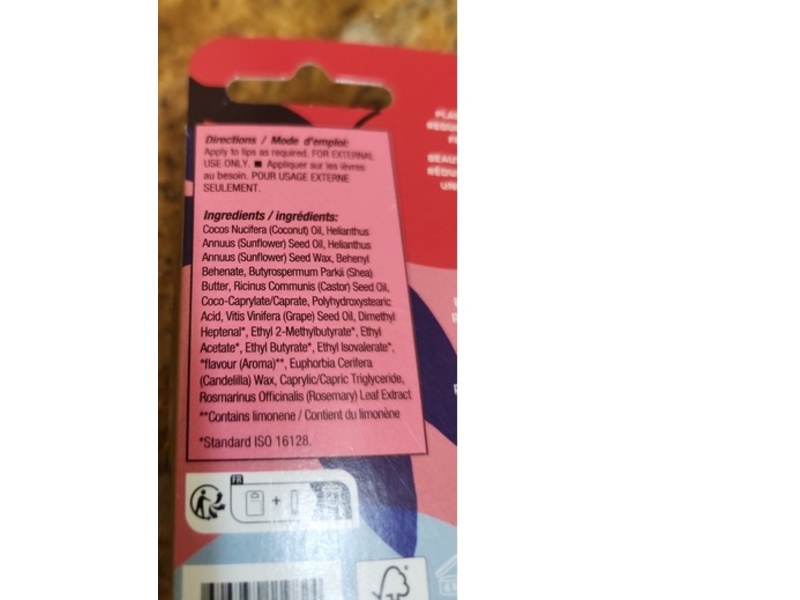 Directions / Mode d'emploi:
Apply to lips as required. FOR EXTERNAL
USE ONLY. ■ Appliquer sur les lèvres
au besoin. POUR USAGE EXTERNE
SEULEMENT.
Ingredients / ingrédients:
Cocos Nucifera (Coconut) Oil, Helianthus
Annuus (Sunflower) Seed Oil, Helianthus
Annuus (Sunflower) Seed Wax, Behenyl
Behenate, Butyrospermum Parkii (Shea)
Butter, Ricinus Communis (Castor) Seed Oil,
Coco-Caprylate/Caprate, Polyhydroxystearic
Acid, Vitis Vinifera (Grape) Seed Oil, Dimethyl
Heptenal*, Ethyl 2-Methylbutyrate*, Ethyl
Acetate*, Ethyl Butyrate*, Ethyl Isovalerate*,
*flavour (Aroma)**, Euphorbia Cerifera
(Candelilla) Wax, Caprylic/Capric Triglyceride,
Rosmarinus Officinalis (Rosemary) Leaf Extract
**Contains limonene / Contient du limonène
*Standard ISO 16128.
FR
+